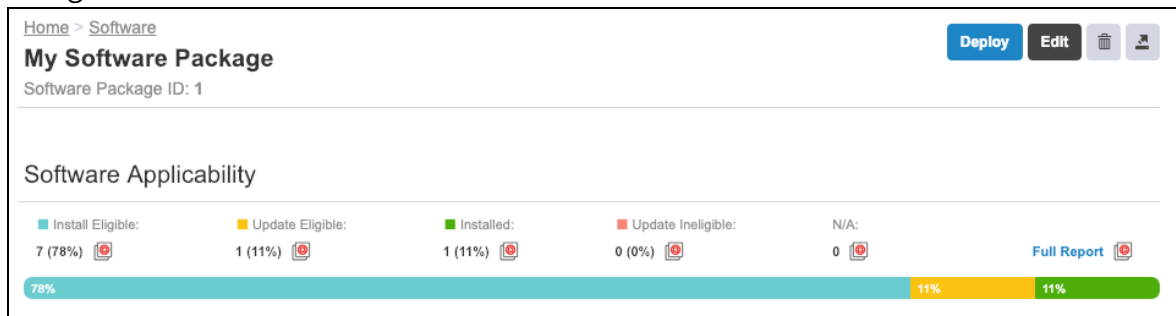 Home > Software
My Software Package
Software Package ID: 1
Deploy
Edit
Software Applicability
Install Eligible:
7 (78%)
Update Eligible:
1 (11%)
Installed:
1 (11%)
Update Ineligible:
0 (0%)
N/A:
0
Full Report
78%
11%
11%